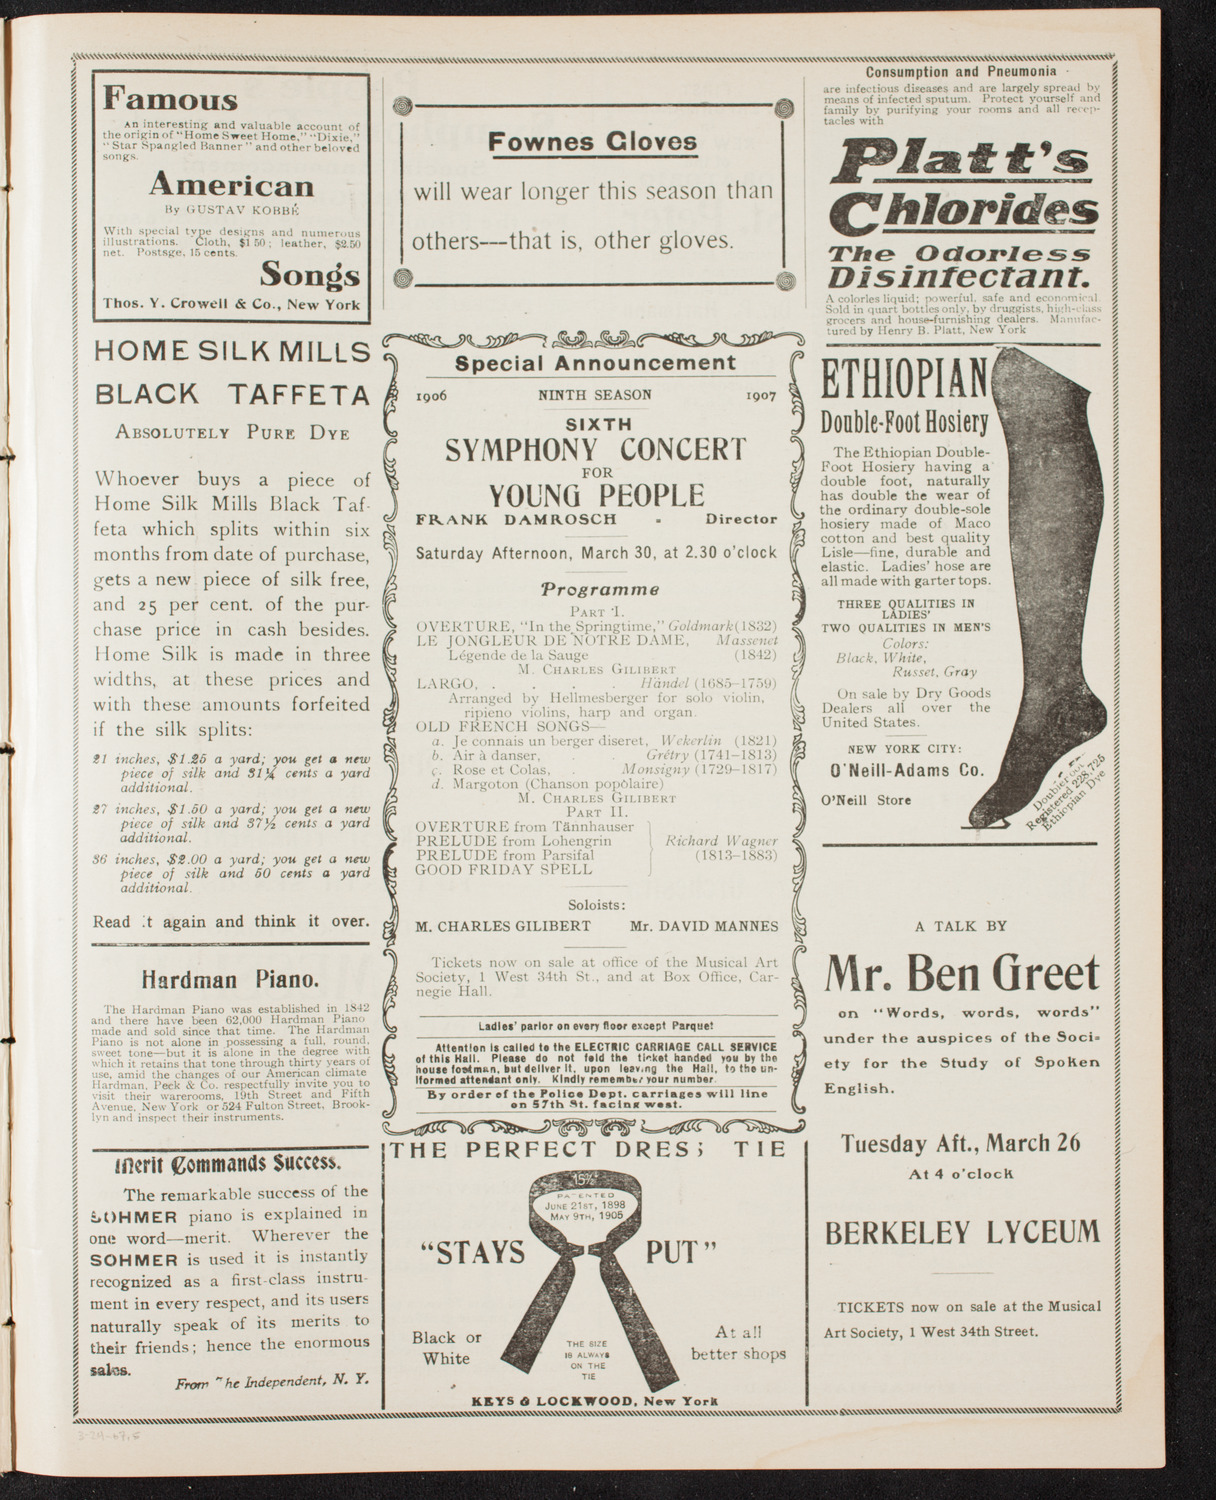 Famous
An interesting and valuable account of
the origin of "Home Sweet Home," "Dixie,"
"Star Spangled Banner" and other beloved
songs.
American
By GUSTAV KOBBÉ
With special type designs and numerous
illustrations. Cloth, $1 50; leather, $2.50
net. Postsge, 15 cents.
Songs
Thos. Y. Crowell & Co., New York
HOME SILK MILLS
BLACK TAFFETA
ABSOLUTELY PURE DYE
Whoever buys a piece of
Home Silk Mills Black Taf-
feta which splits within six
months from date of purchase,
gets a new piece of silk free,
and 25 per cent. of the pur-
chase price in cash besides.
Home Silk is made in three
widths, at these prices and
with these amounts forfeited
if the silk splits:
21 inches, $1.25 a yard; you get a new
piece of silk and 31¼ cents a yard
additional.
27 inches, $1.50 a yard; you get a new
piece of silk and 37½ cents a yard
additional.
36 inches, $2.00 a yard; you get a new
piece of silk and 50 cents a yard
additional.
Read it again and think it over.
Hardman Piano.
The Hardman Piano was established in 1842
and there have been 62,000 Hardman Piano
made and sold since that time. The Hardman
Piano is not alone in possessing a full, round,
sweet tone—but it is alone in the degree with
which it retains that tone through thirty years of
use, amid the changes of our American climate
Hardman, Peck & Co. respectfully invite you to
visit their warerooms, 19th Street and Fifth
Avenue, New York or 524 Fulton Street, Brook-
lyn and inspect their instruments.
Merit Commands Success.
The remarkable success of the
SOHMER piano is explained in
one word—merit. Wherever the
SOHMER is used it is instantly
recognized as a first-class instru-
ment in every respect, and its users
naturally speak of its merits to
their friends; hence the enormous
sales.
From The Independent, N. Y.
Fownes Gloves
will wear longer this season than
others---that is, other gloves.
Special Announcement
1906 NINTH SEASON 1907
SIXTH
SYMPHONY CONCERT
FOR
YOUNG PEOPLE
FRANK DAMROSCH - Director
Saturday Afternoon, March 30, at 2.30 o'clock
Programme
PART I.
OVERTURE, "In the Springtime," Goldmark (1832)
LE JONGLEUR DE NOTRE DAME, Massenet
Légende de la Sauge (1842)
M. CHARLES GILIBERT
LARGO, . . . . Händel (1685–1759)
Arranged by Hellmesberger for solo violin,
ripieno violins, harp and organ.
OLD FRENCH SONGS—
a. Je connais un berger diseret, Wekerlin (1821)
b. Air à danser, . . Grétry (1741–1813)
c. Rose et Colas, . Monsigny (1729–1817)
d. Margoton (Chanson popolaire)
M. CHARLES GILIBERT
PART II.
OVERTURE from Tännhauser
PRELUDE from Lohengrin Richard Wagner
PRELUDE from Parsifal (1813–1883)
GOOD FRIDAY SPELL
Soloists:
M. CHARLES GILIBERT Mr. DAVID MANNES
Tickets now on sale at office of the Musical Art
Society, 1 West 34th St., and at Box Office, Car-
negie Hall.
Ladies' parlor on every floor except Parquet
Attention is called to the ELECTRIC CARRIAGE CALL SERVICE
of this Hall. Please do not fold the ticket handed you by the
house footman, but deliver it, upon leaving the Hall, to the un-
iformed attendant only. Kindly remember your number.
By order of the Police Dept. carriages will line
on 57th St. facing west.
THE PERFECT DRESS TIE
15½
PATENTED
JUNE 21ST, 1898
MAY 9TH, 1905
"STAYS PUT"
Black or
White
THE SIZE
IS ALWAYS
ON THE
TIE
At all
better shops
KEYS & LOCKWOOD, New York
Consumption and Pneumonia
are infectious diseases and are largely spread by
means of infected sputum. Protect yourself and
family by purifying your rooms and all recep-
tacles with
Platt's
Chlorides
The Odorless
Disinfectant.
A colorles liquid; powerful, safe and economical.
Sold in quart bottles only, by druggists, high-class
grocers and house-furnishing dealers. Manufac-
tured by Henry B. Platt, New York
ETHIOPIAN
Double-Foot Hosiery
The Ethiopian Double-
Foot Hosiery having a
double foot, naturally
has double the wear of
the ordinary double-sole
hosiery made of Maco
cotton and best quality
Lisle—fine, durable and
elastic. Ladies' hose are
all made with garter tops.
THREE QUALITIES IN
LADIES'
TWO QUALITIES IN MEN'S
Colors:
Black, White,
Russet, Gray
On sale by Dry Goods
Dealers all over the
United States.
NEW YORK CITY:
O'Neill-Adams Co.
O'Neill Store
Registered 228,725
Ethiopian Dye
A TALK BY
Mr. Ben Greet
on "Words, words, words"
under the auspices of the Soci-
ety for the Study of Spoken
English.
Tuesday Aft., March 26
At 4 o'clock
BERKELEY LYCEUM
TICKETS now on sale at the Musical
Art Society, 1 West 34th Street.